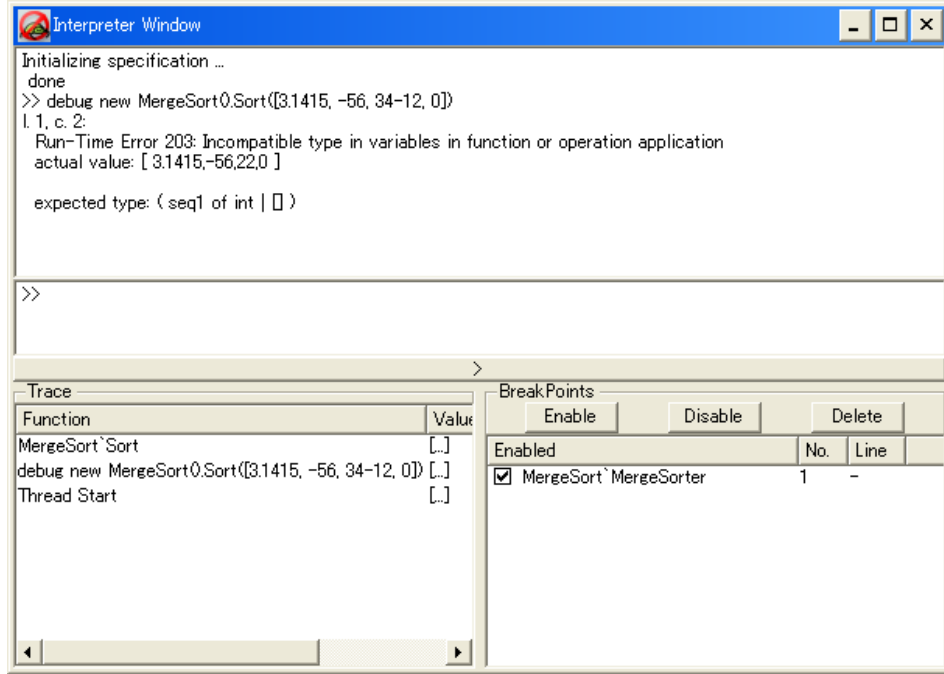 Interpreter Window
Initializing specification ...
done
>> debug new MergeSort().Sort([3.1415, -56, 34-12, 0])
l. 1, c. 2:
Run-Time Error 203: Incompatible type in variables in function or operation application
actual value: [ 3.1415,-56,22,0 ]
expected type: ( seq1 of int | [] )
>>
>
Trace
Function Value
MergeSort`Sort [...]
debug new MergeSort().Sort([3.1415, -56, 34-12, 0]) [...]
Thread Start [...]
BreakPoints
Enable Disable Delete
Enabled No. Line
MergeSort`MergeSorter 1 -